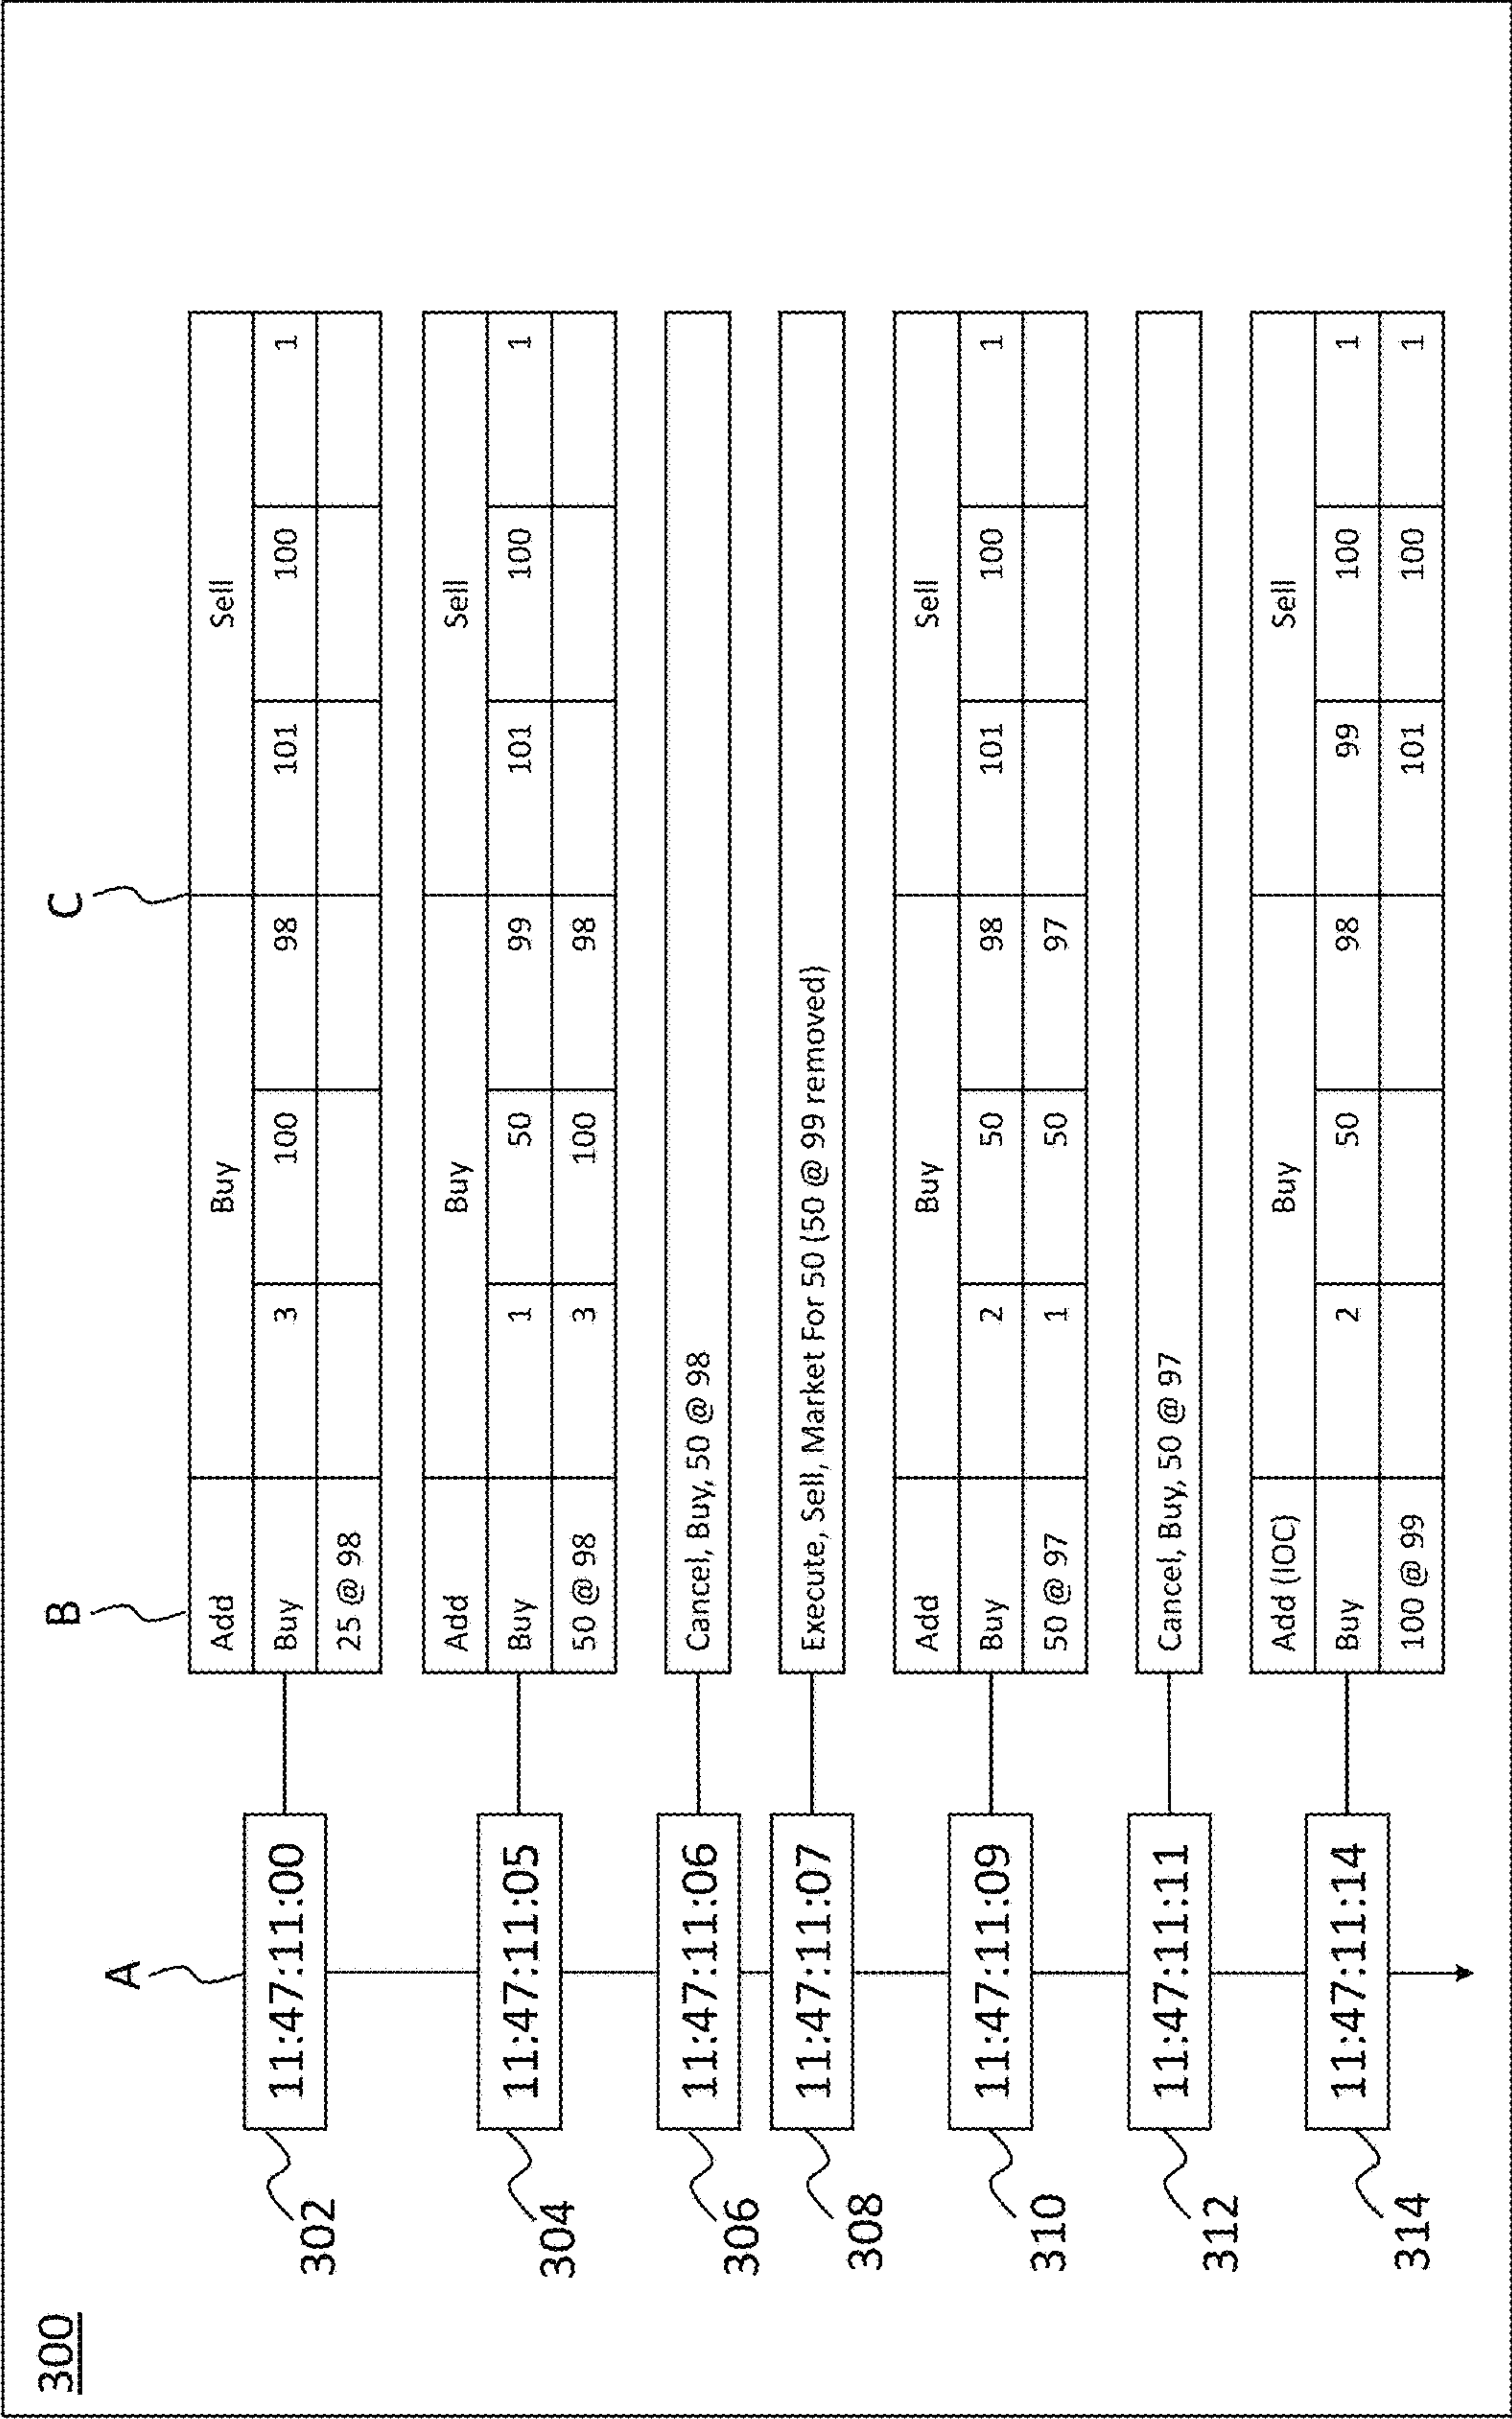 300
A
B
C
302
11:47:11:00
Add Buy Sell
Buy 3 100 98 101 100 1
25 @ 98
304
11:47:11:05
Add Buy Sell
Buy 1 50 99 101 100 1
50 @ 98 3 100 98
306
11:47:11:06
Cancel, Buy, 50 @ 98
308
11:47:11:07
Execute, Sell, Market For 50 (50 @ 99 removed)
310
11:47:11:09
Add Buy Sell
Buy 2 50 98 101 100 1
50 @ 97 1 50 97
312
11:47:11:11
Cancel, Buy, 50 @ 97
314
11:47:11:14
Add (IOC) Buy Sell
Buy 2 50 98 99 100 1
100 @ 99 101 100 1